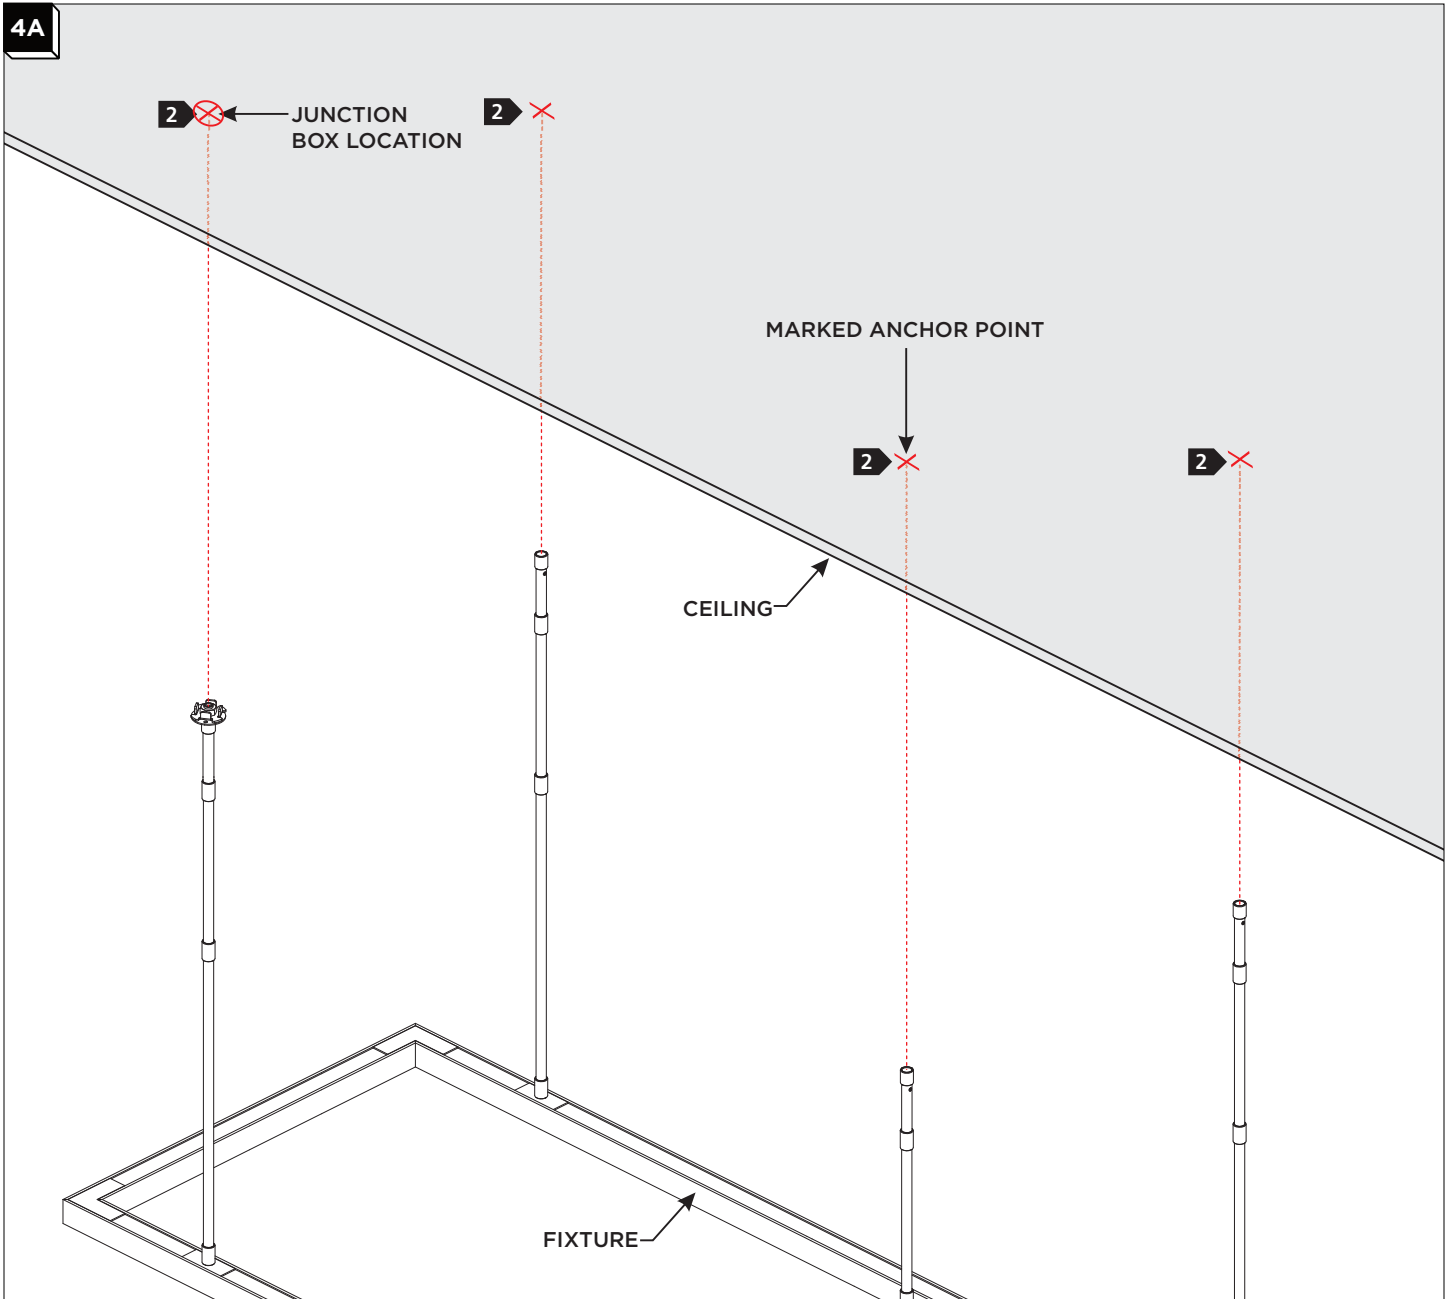 4A
2
JUNCTION
BOX LOCATION
2
MARKED ANCHOR POINT
2
2
CEILING
FIXTURE